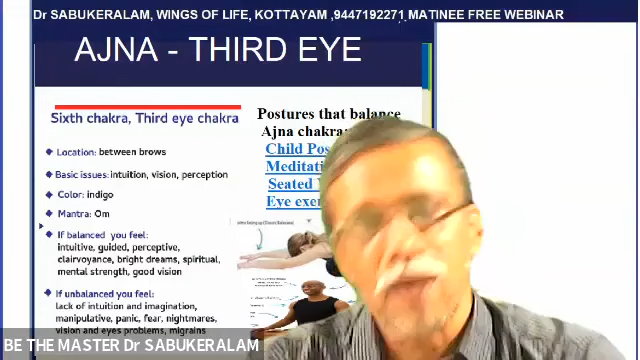 Dr SABUKERALAM, WINGS OF LIFE, KOTTAYAM ,9447192271 MATINEE FREE WEBINAR
AJNA - THIRD EYE
Sixth chakra, Third eye chakra
Location: between brows
Basic issues: intuition, vision, perception
Color: indigo
Mantra: Om
If balanced you feel:
intuitive, guided, perceptive,
clairvoyance, bright dreams, spiritual,
mental strength, good vision
If unbalanced you feel:
lack of intuition and imagination,
manipulative, panic, fear, nightmares,
vision and eyes problems, migrains
Postures that balance
Ajna chakra
Child
Seated
Eye
BE THE MASTER Dr SABUKERALAM